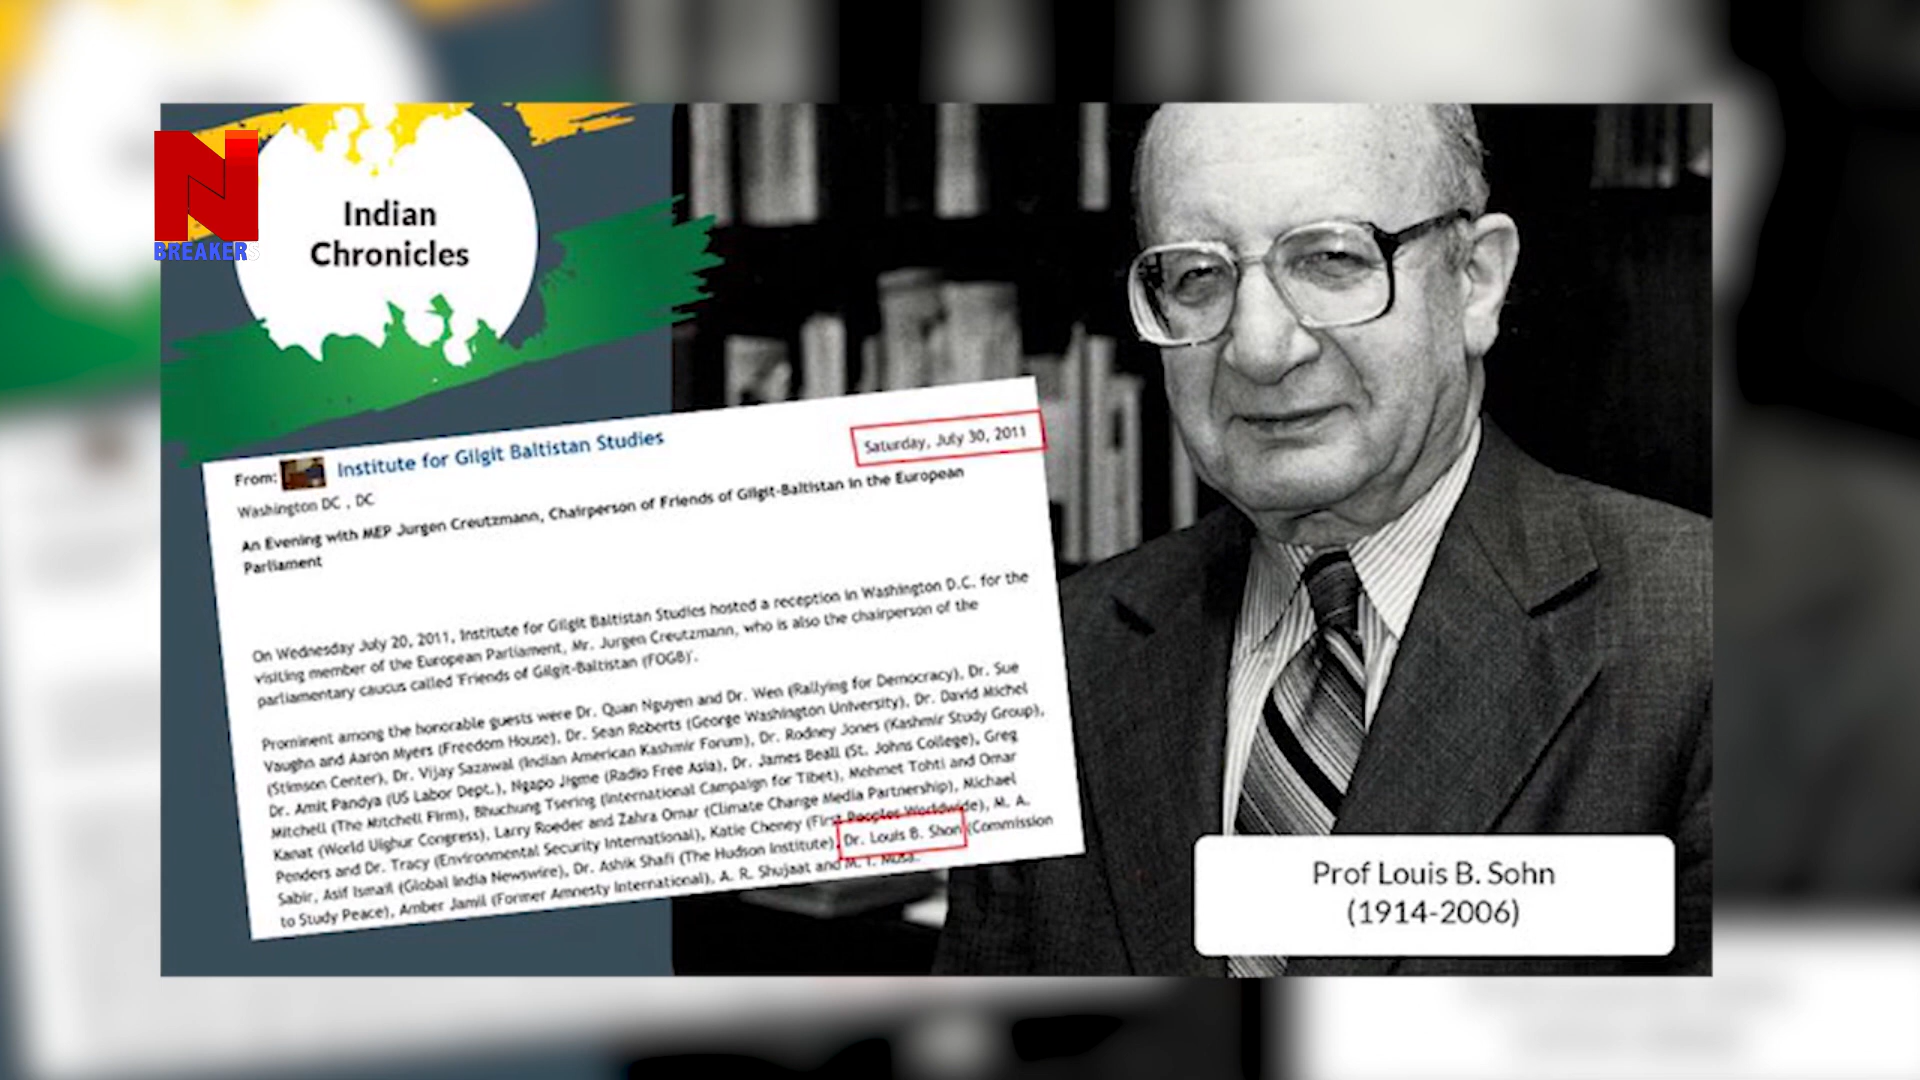 N
BREAKERS
Indian
Chronicles
From: Institute for Gilgit Baltistan Studies
Saturday, July 30, 2011
Washington DC , DC
An Evening with MEP Jurgen Creutzmann, Chairperson of Friends of Gilgit-Baltistan in the European
Parliament
On Wednesday July 20, 2011, Institute for Gilgit Baltistan Studies hosted a reception in Washington D.C. for the
visiting member of the European Parliament, Mr. Jurgen Creutzmann, who is also the chairperson of the
parliamentary caucus called 'Friends of Gilgit-Baltistan (FOGB)'.
Prominent among the honorable guests were Dr. Quan Nguyen and Dr. Wen (Rallying for Democracy), Dr. Sue
Vaughn and Aaron Myers (Freedom House), Dr. Sean Roberts (George Washington University), Dr. David Michel
(Stimson Center), Dr. Vijay Sazawal (Indian American Kashmir Forum), Dr. Rodney Jones (Kashmir Study Group),
Dr. Amit Pandya (US Labor Dept.), Ngapo Jigme (Radio Free Asia), Dr. James Beall (St. Johns College), Greg
Mitchell (The Mitchell Firm), Bhuchung Tsering (International Campaign for Tibet), Mehmet Tohti and Omar
Kanat (World Uighur Congress), Larry Roeder and Zahra Omar (Climate Change Media Partnership), Michael
Penders and Dr. Tracy (Environmental Security International), Katie Cheney (First Peoples Worldwide), M. A.
Sabir, Asif Ismail (Global India Newswire), Dr. Ashik Shafi (The Hudson Institute), Dr. Louis B. Shon (Commission
to Study Peace), Amber Jamil (Former Amnesty International), A. R. Shujaat and M. I. Musa.
Prof Louis B. Sohn
(1914-2006)